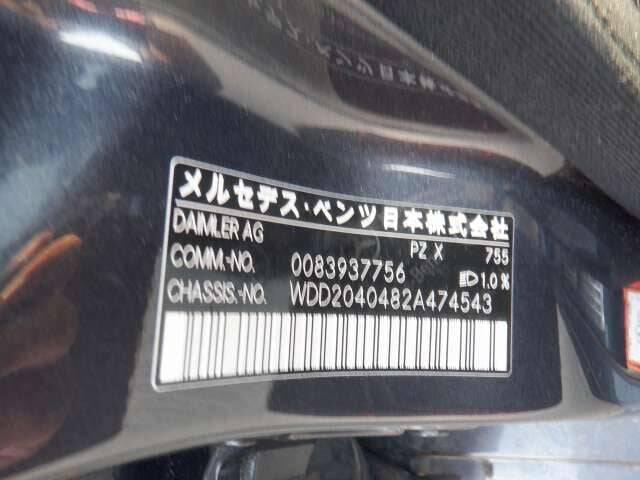 メルセデス・ベンツ日本株式会社
DAIMLER AG PZ X 755
COMM.-NO. 0083937756 1.0%
CHASSIS.-NO. WDD2040482A474543